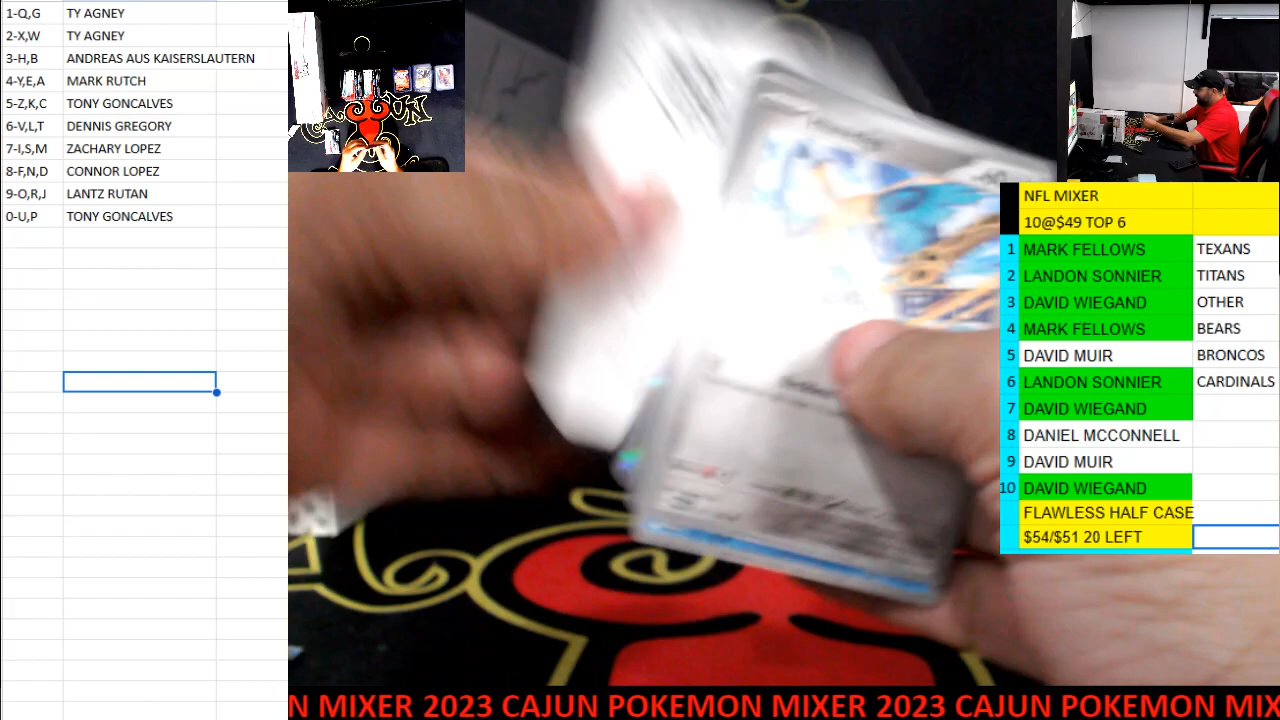 1-Q,G TY AGNEY
2-X,W TY AGNEY
3-H,B ANDREAS AUS KAISERSLAUTERN
4-Y,E,A MARK RUTCH
5-Z,K,C TONY GONCALVES
6-V,L,T DENNIS GREGORY
7-I,S,M ZACHARY LOPEZ
8-F,N,D CONNOR LOPEZ
9-O,R,J LANTZ RUTAN
0-U,P TONY GONCALVES
NFL MIXER
10@$49 TOP 6
1 MARK FELLOWS TEXANS
2 LANDON SONNIER TITANS
3 DAVID WIEGAND OTHER
4 MARK FELLOWS BEARS
5 DAVID MUIR BRONCOS
6 LANDON SONNIER CARDINALS
7 DAVID WIEGAND
8 DANIEL MCCONNELL
9 DAVID MUIR
10 DAVID WIEGAND
FLAWLESS HALF CASE
$54/$51 20 LEFT
N MIXER 2023 CAJUN POKEMON MIXER 2023 CAJUN POKEMON MIX